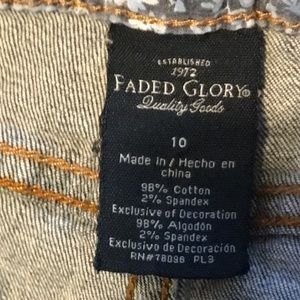 ESTABLISHED
1972
FADED GLORY®
Quality Goods
10
Made in / Hecho en
china
98% Cotton
2% Spandex
Exclusive of Decoration
98% Algodón
2% Spandex
Exclusivo de Decoración
RN#78098 PL3